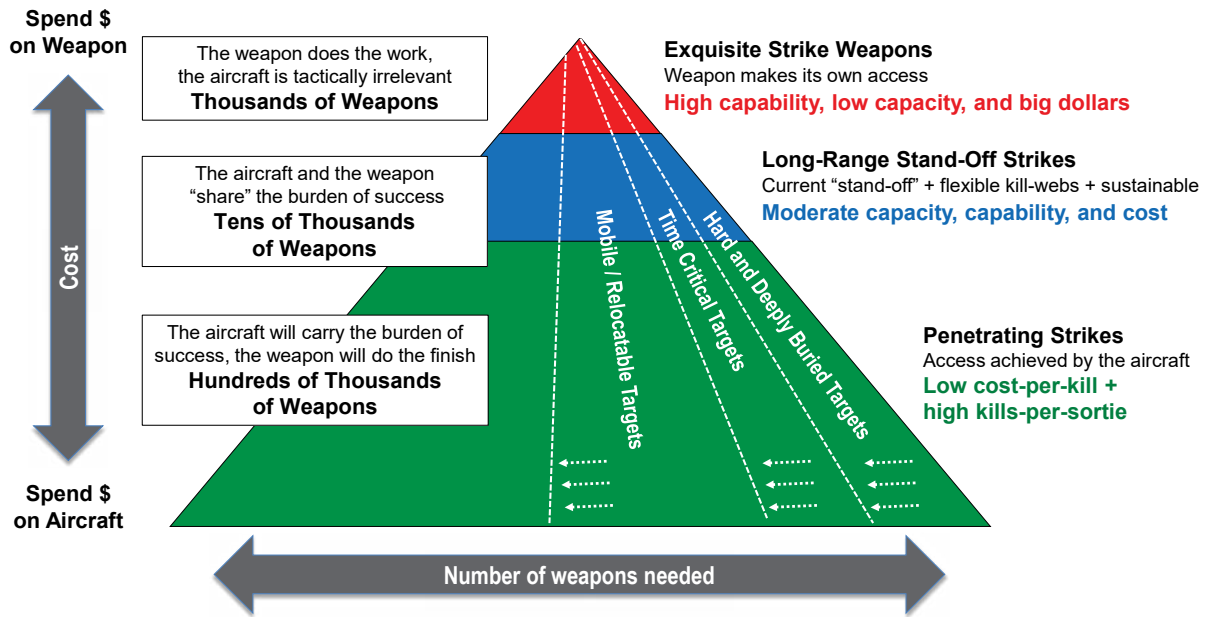 Spend $
on Weapon
The weapon does the work,
the aircraft is tactically irrelevant
Thousands of Weapons
Exquisite Strike Weapons
Weapon makes its own access
High capability, low capacity, and big dollars
The aircraft and the weapon
“share” the burden of success
Tens of Thousands
of Weapons
Long-Range Stand-Off Strikes
Current “stand-off” + flexible kill-webs + sustainable
Moderate capacity, capability, and cost
Cost
Mobile / Relocatable Targets
Time Critical Targets
Hard and Deeply Buried Targets
The aircraft will carry the burden of
success, the weapon will do the finish
Hundreds of Thousands
of Weapons
Penetrating Strikes
Access achieved by the aircraft
Low cost-per-kill +
high kills-per-sortie
Spend $
on Aircraft
Number of weapons needed